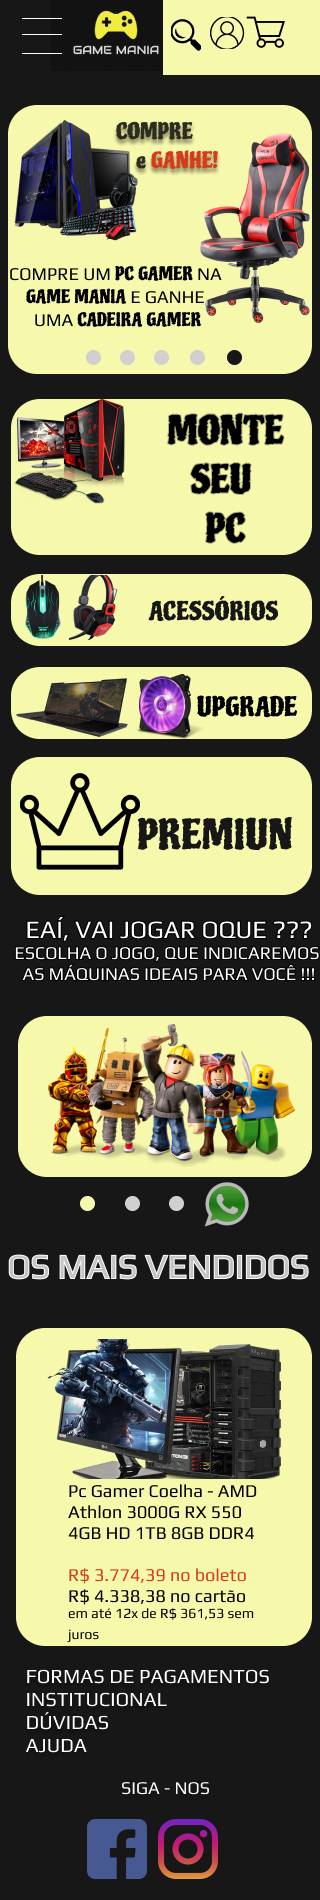 GAME MANIA
COMPRE
e GANHE!
COMPRE UM PC GAMER NA
GAME MANIA E GANHE
UMA CADEIRA GAMER
MONTE
SEU
PC
ACESSÓRIOS
UPGRADE
PREMIUN
EAÍ, VAI JOGAR OQUE ???
ESCOLHA O JOGO, QUE INDICAREMOS
AS MÁQUINAS IDEAIS PARA VOCÊ !!!
OS MAIS VENDIDOS
Pc Gamer Coelha - AMD
Athlon 3000G RX 550
4GB HD 1TB 8GB DDR4
R$ 3.774,39 no boleto
R$ 4.338,38 no cartão
em até 12x de R$ 361,53 sem
juros
FORMAS DE PAGAMENTOS
INSTITUCIONAL
DÚVIDAS
AJUDA
SIGA - NOS